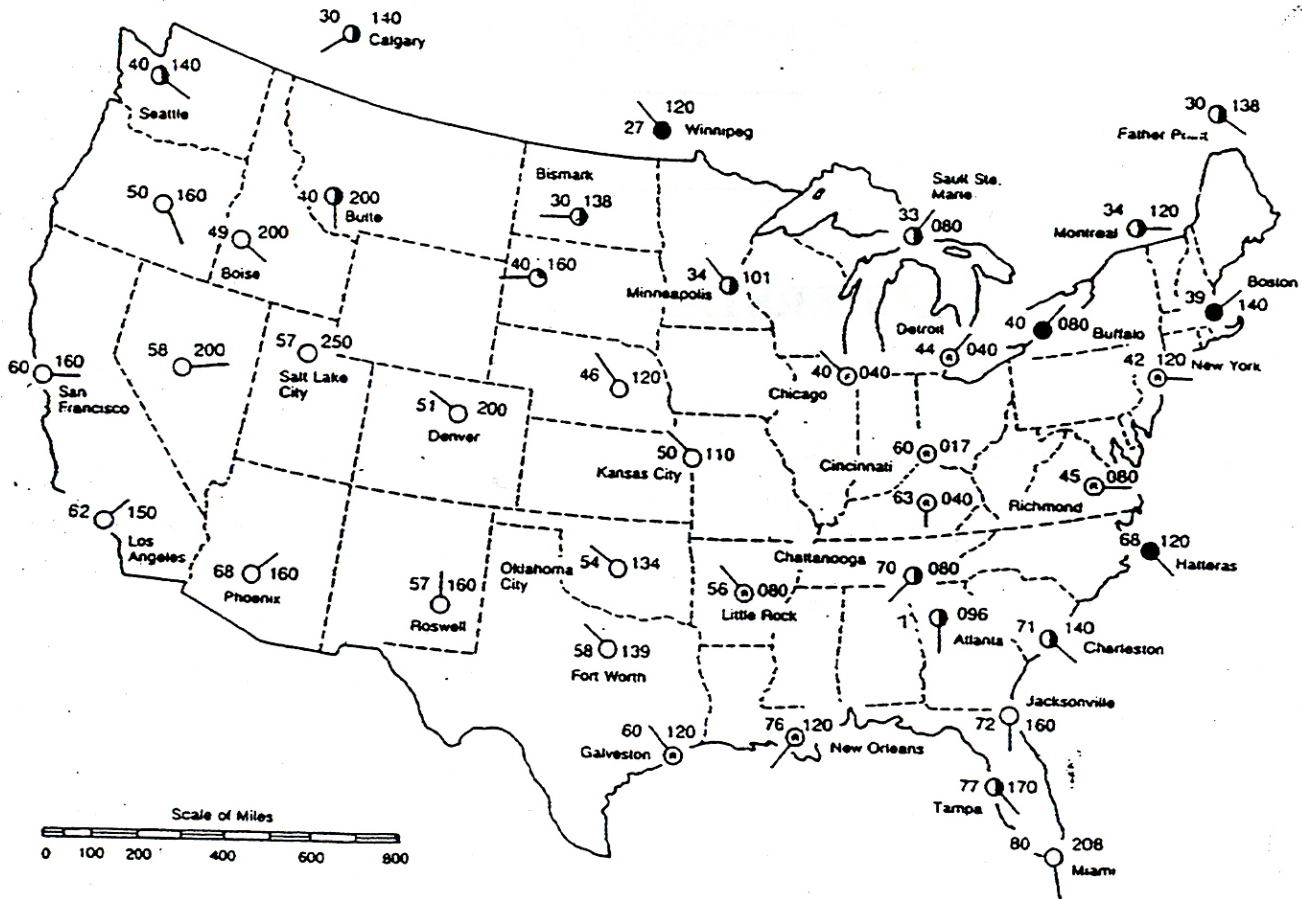 30 140
Calgary
40 140
Seattle
120
27 Winnipeg
30 138
50 160
40 200
Butte
49 200
Boise
Bismark
30 138
40 160
34 101
Minneapolis
Sault Ste.
Marie
33
080
34 120
Montreal
Boston
39
140
Detroit
44 040
40 080
Buffalo
42 120
New York
60 160
San
Francisco
58 200
57 250
Salt Lake
City
51 200
Denver
46 120
40 040
Chicago
50 110
Kansas City
60 017
Cincinnati
63 040
45 080
Richmond
62 150
Los
Angeles
68 160
Phoenix
57 160
Roswell
Oklahoma
City
54 134
56 080
Little Rock
Chattanooga
70 080
68 120
Hatteras
58 139
Fort Worth
096
Atlanta
71 140
Charleston
60 120
Galveston
76 120
New Orleans
Jacksonville
72 160
77 170
Tampa
80 208
Miami
Scale of Miles
0 100 200 400 600 800